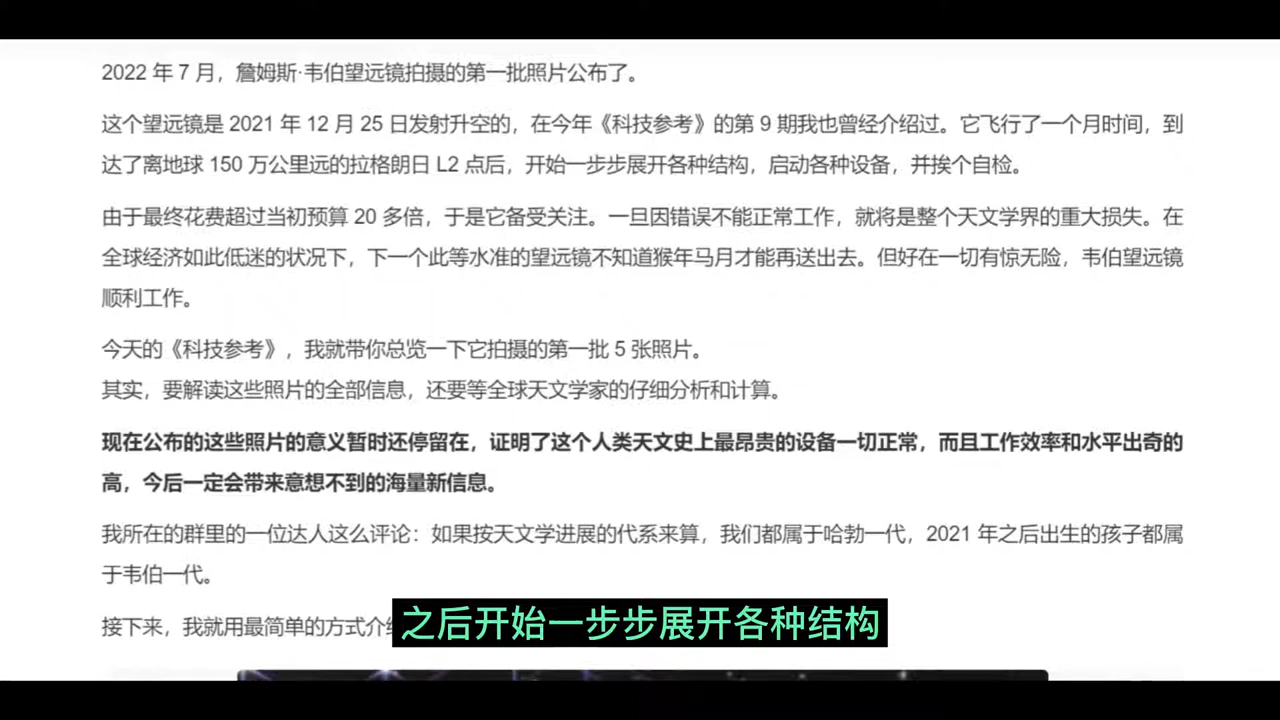 2022 年 7 月，詹姆斯·韦伯望远镜拍摄的第一批照片公布了。
这个望远镜是 2021 年 12 月 25 日发射升空的，在今年《科技参考》的第 9 期我也曾经介绍过。它飞行了一个月时间，到
达了离地球 150 万公里远的拉格朗日 L2 点后，开始一步步展开各种结构，启动各种设备，并挨个自检。
由于最终花费超过当初预算 20 多倍，于是它备受关注。一旦因错误不能正常工作，就将是整个天文学界的重大损失。在
全球经济如此低迷的状况下，下一个此等水准的望远镜不知道猴年马月才能再送出去。但好在一切有惊无险，韦伯望远镜
顺利工作。
今天的《科技参考》，我就带你总览一下它拍摄的第一批 5 张照片。
其实，要解读这些照片的全部信息，还要等全球天文学家的仔细分析和计算。
现在公布的这些照片的意义暂时还停留在，证明了这个人类天文史上最昂贵的设备一切正常，而且工作效率和水平出奇的
高，今后一定会带来意想不到的海量新信息。
我所在的群里的一位达人这么评论：如果按天文学进展的代系来算，我们都属于哈勃一代，2021 年之后出生的孩子都属
于韦伯一代。
接下来，我就用最简单的方式介
之后开始一步步展开各种结构